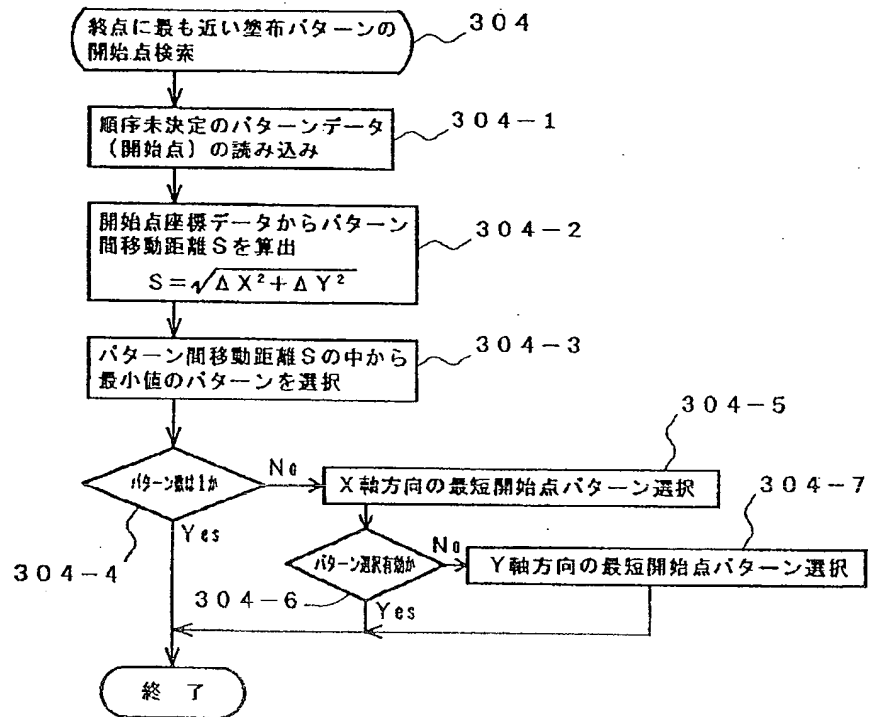 終点に最も近い塗布パターンの
開始点検索
304
順序未決定のパターンデータ
(開始点)の読み込み
304-1
開始点座標データからパターン
間移動距離Sを算出
S=√ΔX²+ΔY²
304-2
パターン間移動距離Sの中から
最小値のパターンを選択
304-3
パターン数は1か
No
Yes
304-4
X軸方向の最短開始点パターン選択
304-5
パターン選択有効か
No
Yes
304-6
Y軸方向の最短開始点パターン選択
304-7
終 了